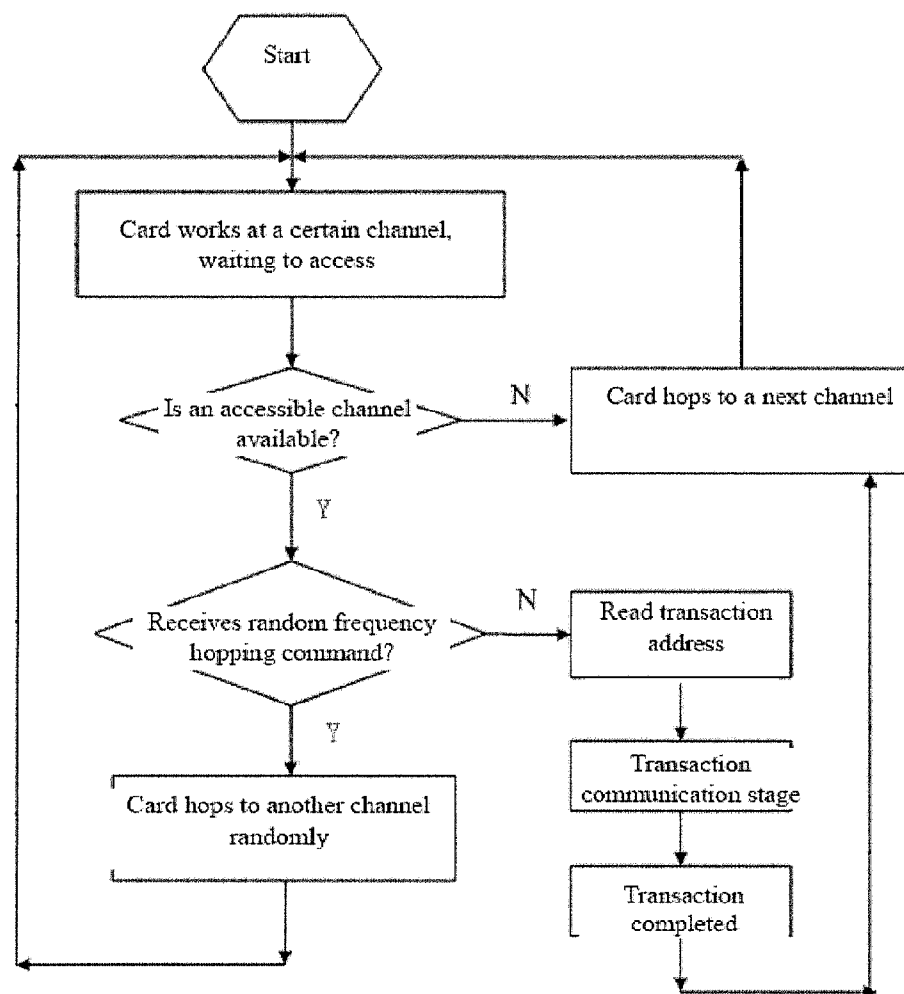 Start
Card works at a certain channel,
waiting to access
Is an accessible channel
available?
N
Card hops to a next channel
Y
Receives random frequency
hopping command?
N
Read transaction
address
Y
Transaction
communication stage
Card hops to another channel
randomly
Transaction
completed